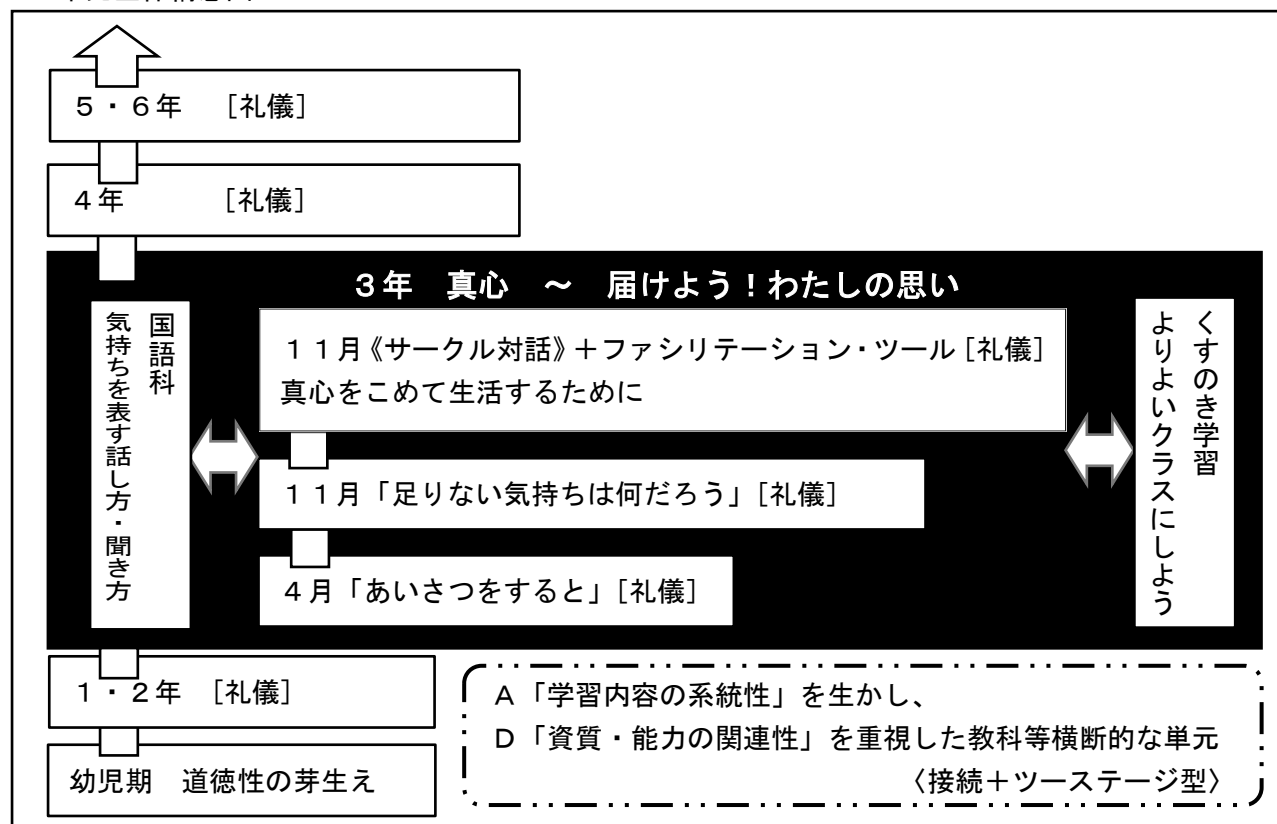 ５・６年　［礼儀］
４年　　　［礼儀］
３年　真心　～　届けよう！わたしの思い
国語科
気持ちを表す話し方・聞き方
１１月《サークル対話》＋ファシリテーション・ツール［礼儀］
真心をこめて生活するために
１１月「足りない気持ちは何だろう」［礼儀］
４月「あいさつをすると」［礼儀］
くすのき学習
よりよいクラスにしよう
１・２年　［礼儀］
幼児期　道徳性の芽生え
Ａ「学習内容の系統性」を生かし、
Ｄ「資質・能力の関連性」を重視した教科等横断的な単元
〈接続＋ツーステージ型〉